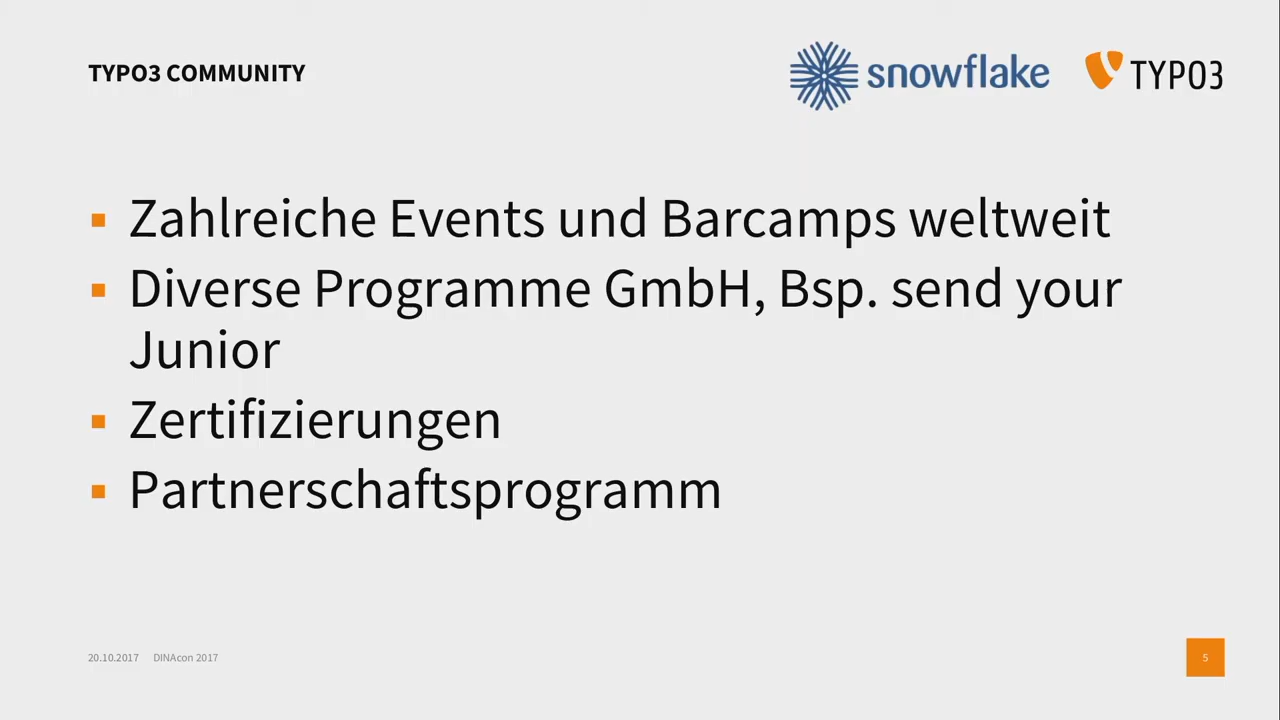 TYPO3 COMMUNITY
snowflake
TYPO3
▪ Zahlreiche Events und Barcamps weltweit
▪ Diverse Programme GmbH, Bsp. send your
Junior
▪ Zertifizierungen
▪ Partnerschaftsprogramm
20.10.2017 DINAcon 2017
5